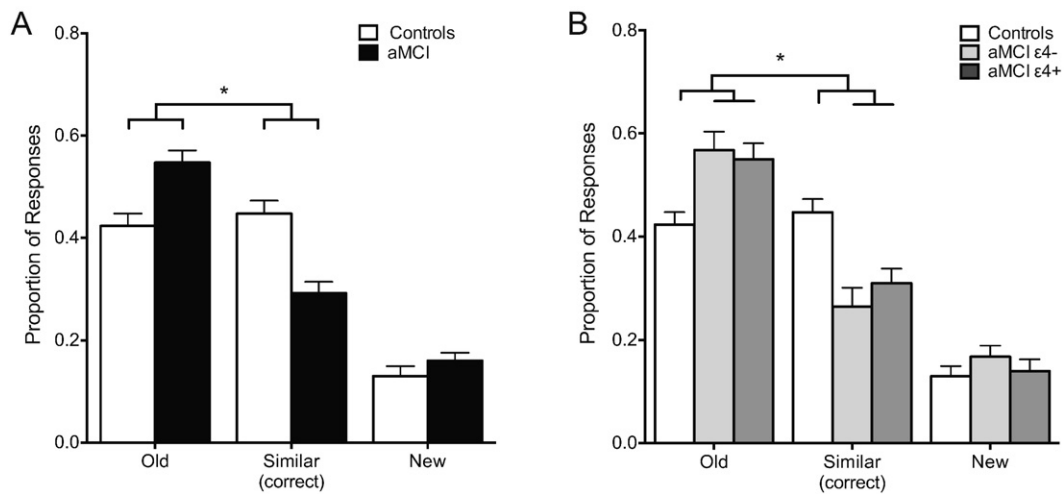 A
Controls
aMCI
Proportion of Responses
0.8
0.6
0.4
0.2
0.0
*
Old
Similar
(correct)
New
B
Controls
aMCI ε4-
aMCI ε4+
Proportion of Responses
0.8
0.6
0.4
0.2
0.0
*
Old
Similar
(correct)
New